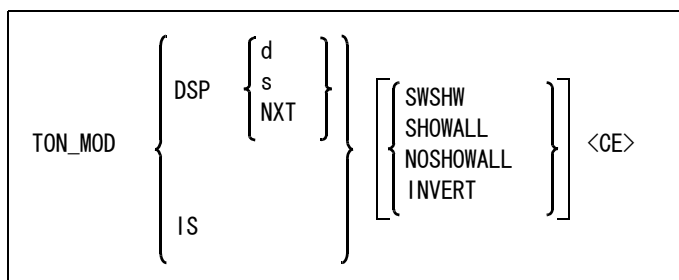 d
DSP s SWSHW
NXT SHOWALL
TON_MOD NOSHOWALL <CE>
INVERT
IS